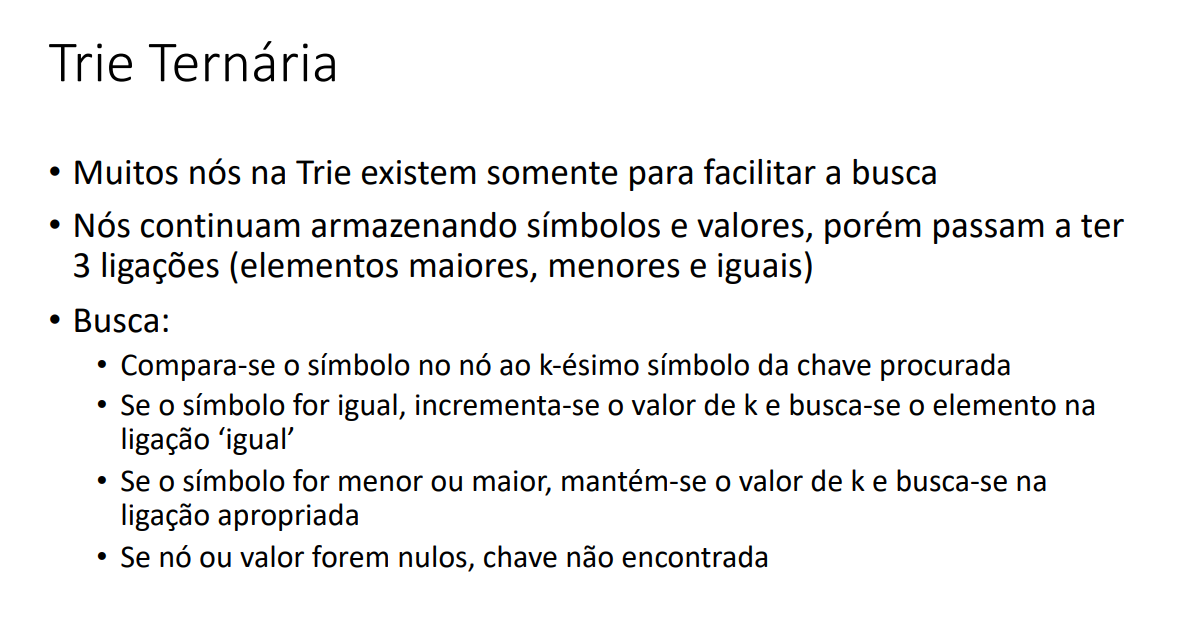 Trie Ternária
• Muitos nós na Trie existem somente para facilitar a busca
• Nós continuam armazenando símbolos e valores, porém passam a ter
3 ligações (elementos maiores, menores e iguais)
• Busca:
• Compara-se o símbolo no nó ao k-ésimo símbolo da chave procurada
• Se o símbolo for igual, incrementa-se o valor de k e busca-se o elemento na
ligação ‘igual’
• Se o símbolo for menor ou maior, mantém-se o valor de k e busca-se na
ligação apropriada
• Se nó ou valor forem nulos, chave não encontrada